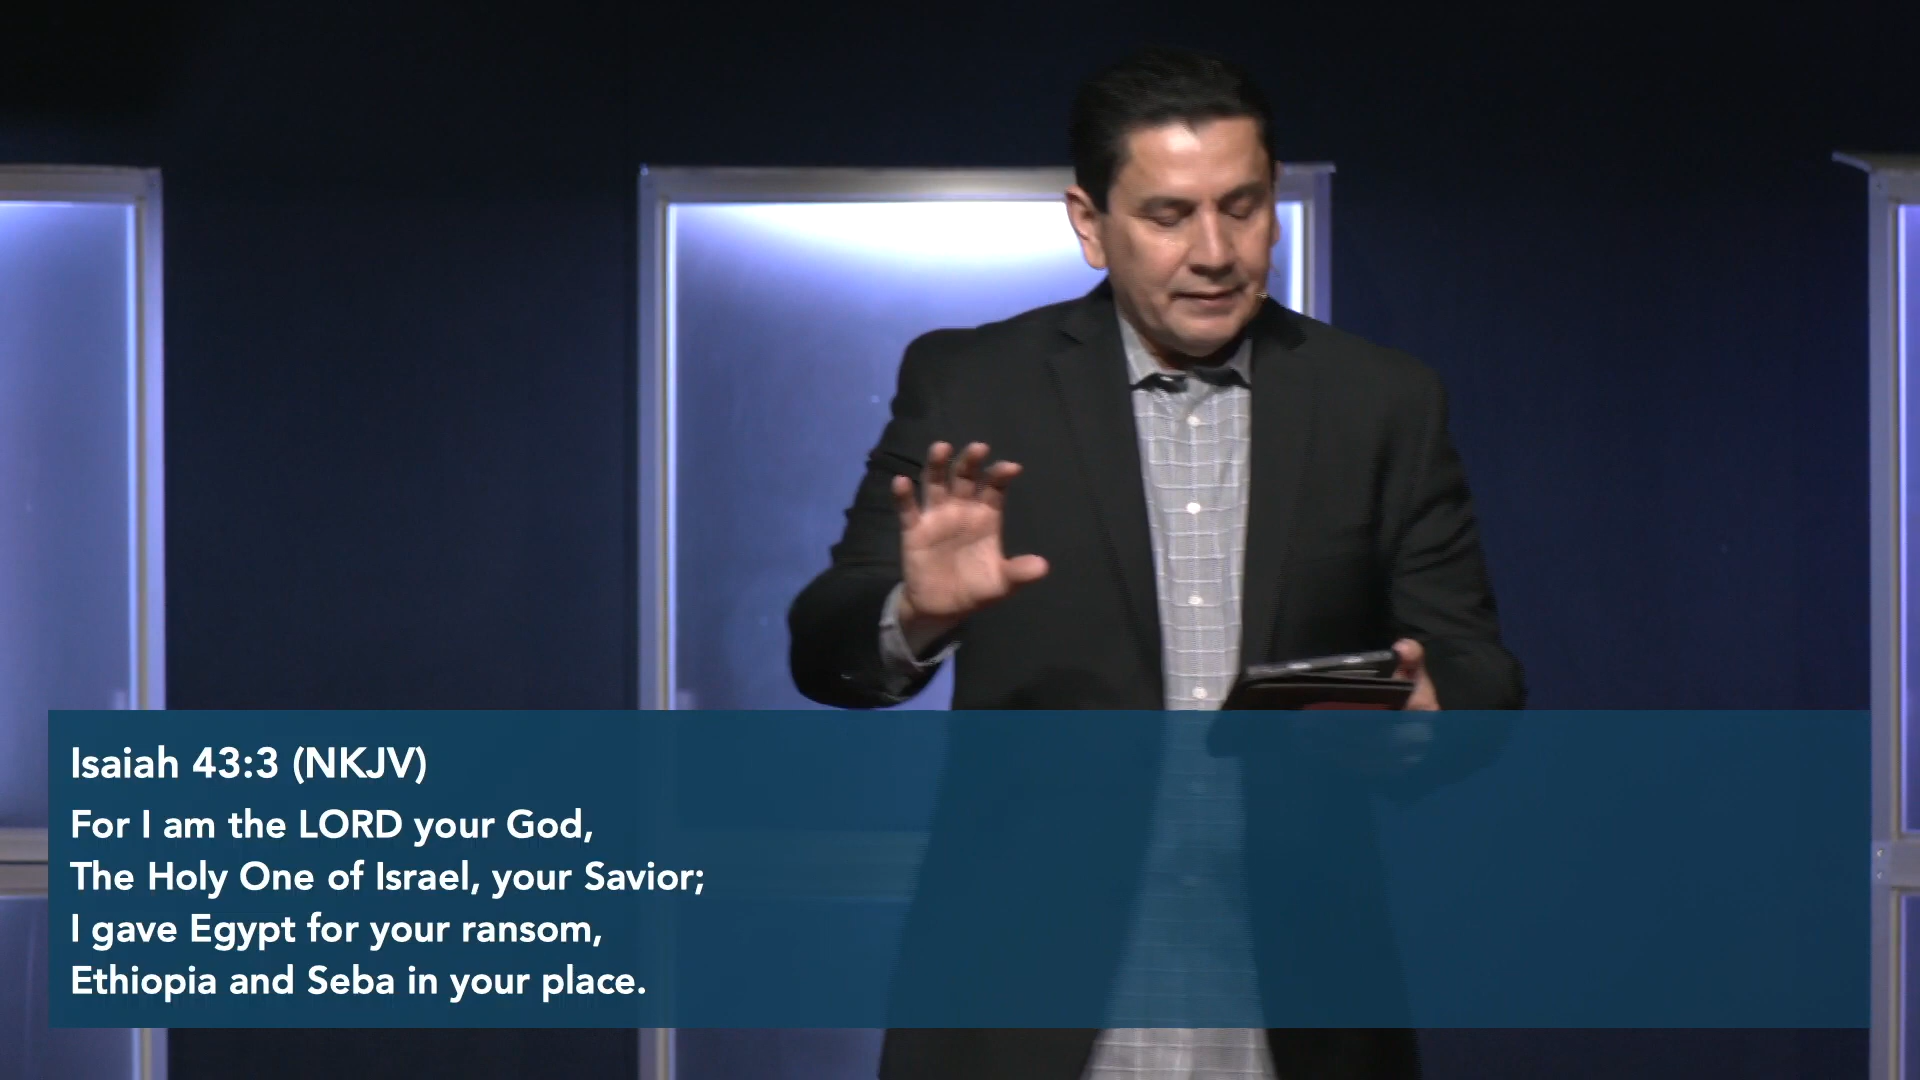 Isaiah 43:3 (NKJV)
For I am the LORD your God,
The Holy One of Israel, your Savior;
I gave Egypt for your ransom,
Ethiopia and Seba in your place.